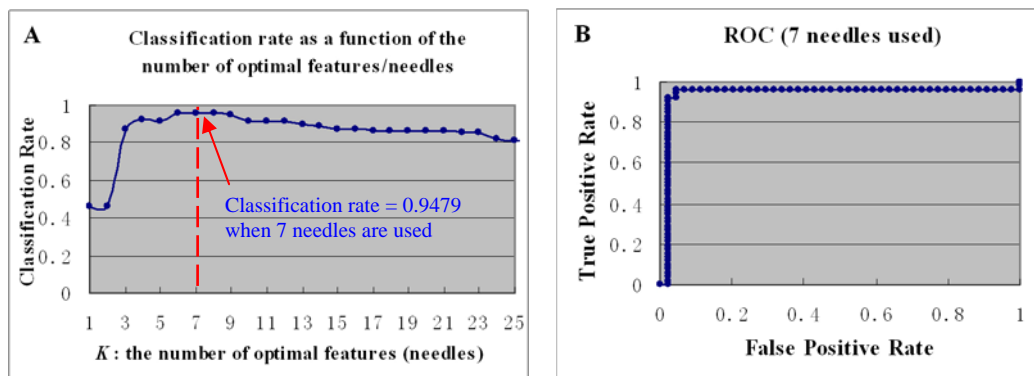 A
Classification rate as a function of the
number of optimal features/needles
Classification Rate
1
0.8
0.6
0.4
0.2
0
Classification rate = 0.9479
when 7 needles are used
1 3 5 7 9 11 13 15 17 19 21 23 25
K : the number of optimal features (needles)
B
ROC (7 needles used)
True Positive Rate
1
0.8
0.6
0.4
0.2
0
0 0.2 0.4 0.6 0.8 1
False Positive Rate